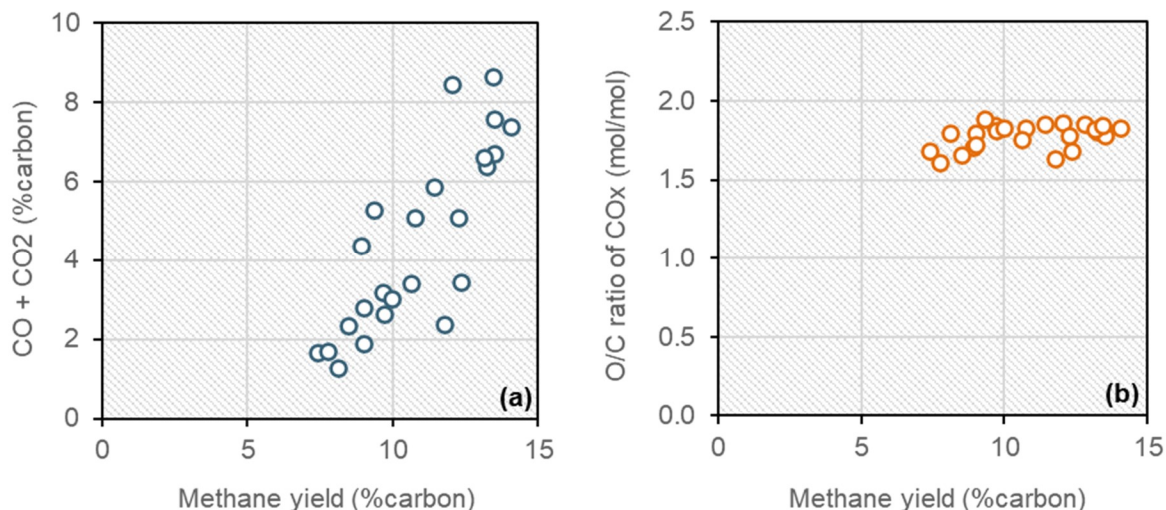 10
8
6
4
2
0
CO + CO2 (%carbon)
0 5 10 15
Methane yield (%carbon)
(a)
2.5
2.0
1.5
1.0
0.5
0.0
O/C ratio of COx (mol/mol)
0 5 10 15
Methane yield (%carbon)
(b)